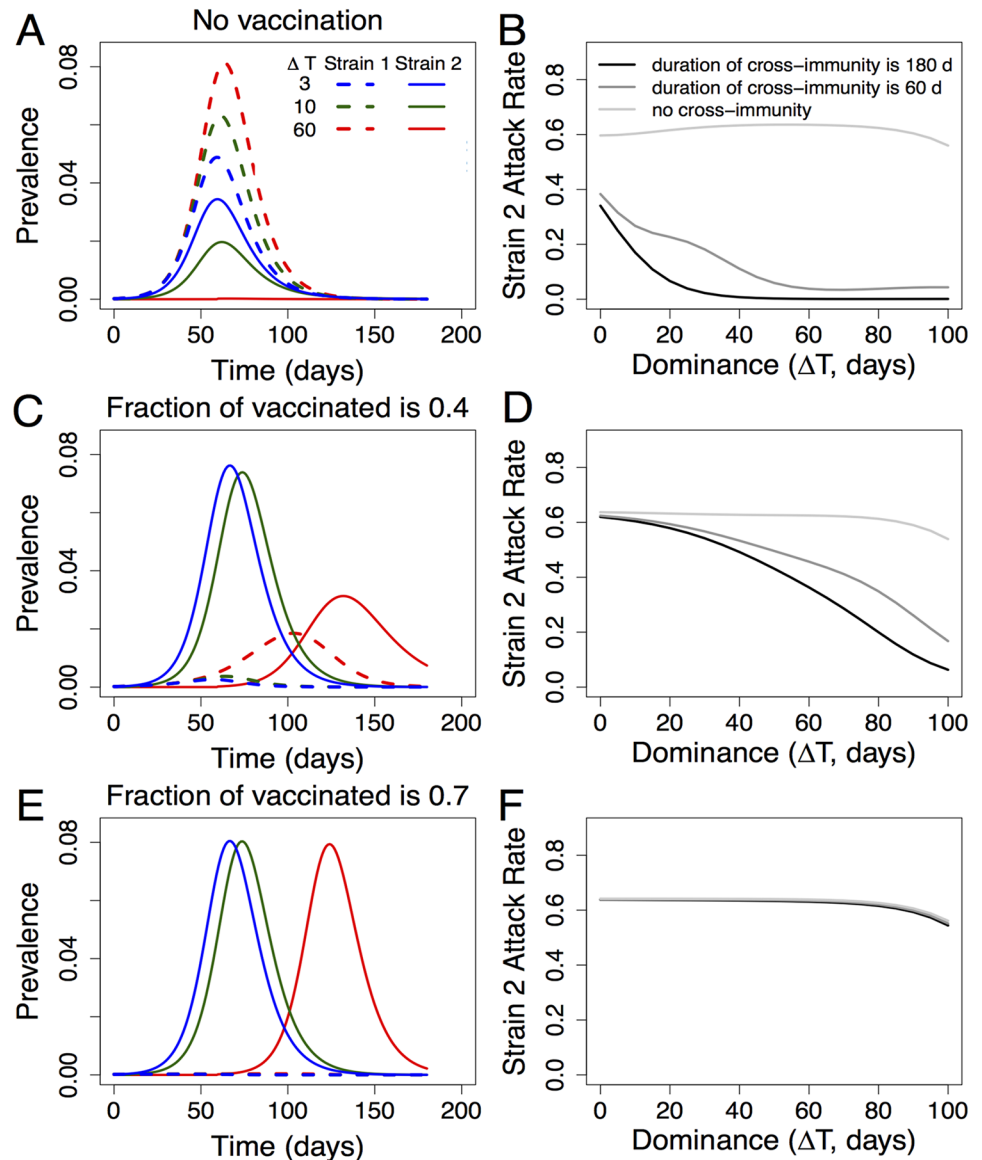 A
No vaccination
Δ T Strain 1 Strain 2
3
10
60
Prevalence
0.00 0.04 0.08
0 50 100 150 200
Time (days)
B
duration of cross−immunity is 180 d
duration of cross−immunity is 60 d
no cross−immunity
Strain 2 Attack Rate
0.0 0.2 0.4 0.6 0.8
0 20 40 60 80 100
Dominance (ΔT, days)
C
Fraction of vaccinated is 0.4
Prevalence
0.00 0.04 0.08
0 50 100 150 200
Time (days)
D
Strain 2 Attack Rate
0.0 0.2 0.4 0.6 0.8
0 20 40 60 80 100
Dominance (ΔT, days)
E
Fraction of vaccinated is 0.7
Prevalence
0.00 0.04 0.08
0 50 100 150 200
Time (days)
F
Strain 2 Attack Rate
0.0 0.2 0.4 0.6 0.8
0 20 40 60 80 100
Dominance (ΔT, days)